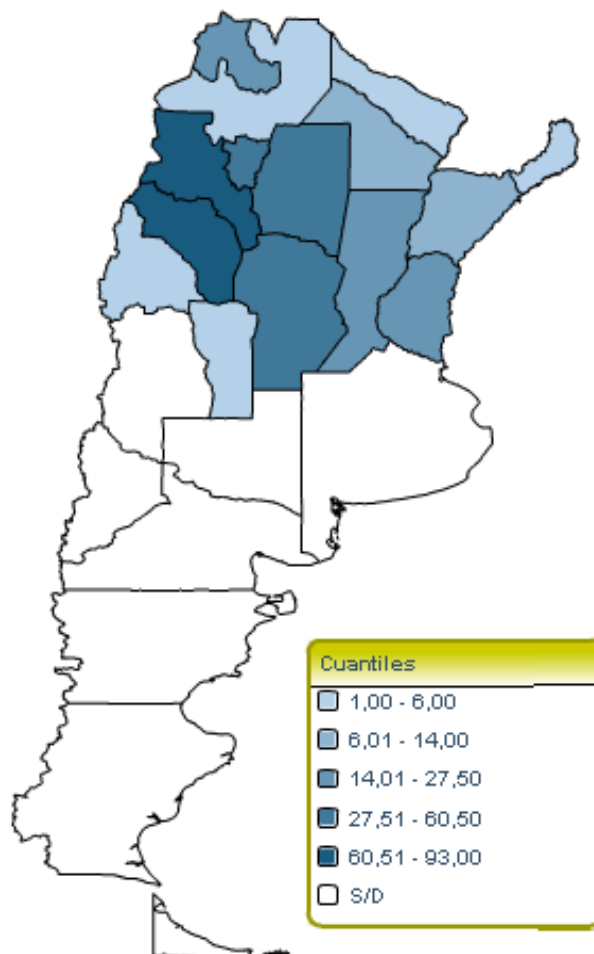 Cuantiles
1,00 - 6,00
6,01 - 14,00
14,01 - 27,50
27,51 - 60,50
60,51 - 93,00
S/D